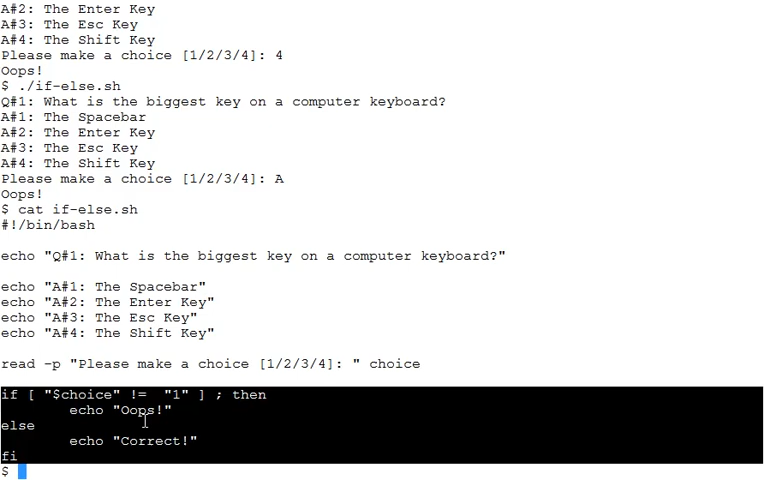 A#2: The Enter Key
A#3: The Esc Key
A#4: The Shift Key
Please make a choice [1/2/3/4]: 4
Oops!
$ ./if-else.sh
Q#1: What is the biggest key on a computer keyboard?
A#1: The Spacebar
A#2: The Enter Key
A#3: The Esc Key
A#4: The Shift Key
Please make a choice [1/2/3/4]: A
Oops!
$ cat if-else.sh
#!/bin/bash
echo "Q#1: What is the biggest key on a computer keyboard?"
echo "A#1: The Spacebar"
echo "A#2: The Enter Key"
echo "A#3: The Esc Key"
echo "A#4: The Shift Key"
read -p "Please make a choice [1/2/3/4]: " choice
if [ "$choice" !=  "1" ] ; then
        echo "Oops!"
else
        echo "Correct!"
fi
$